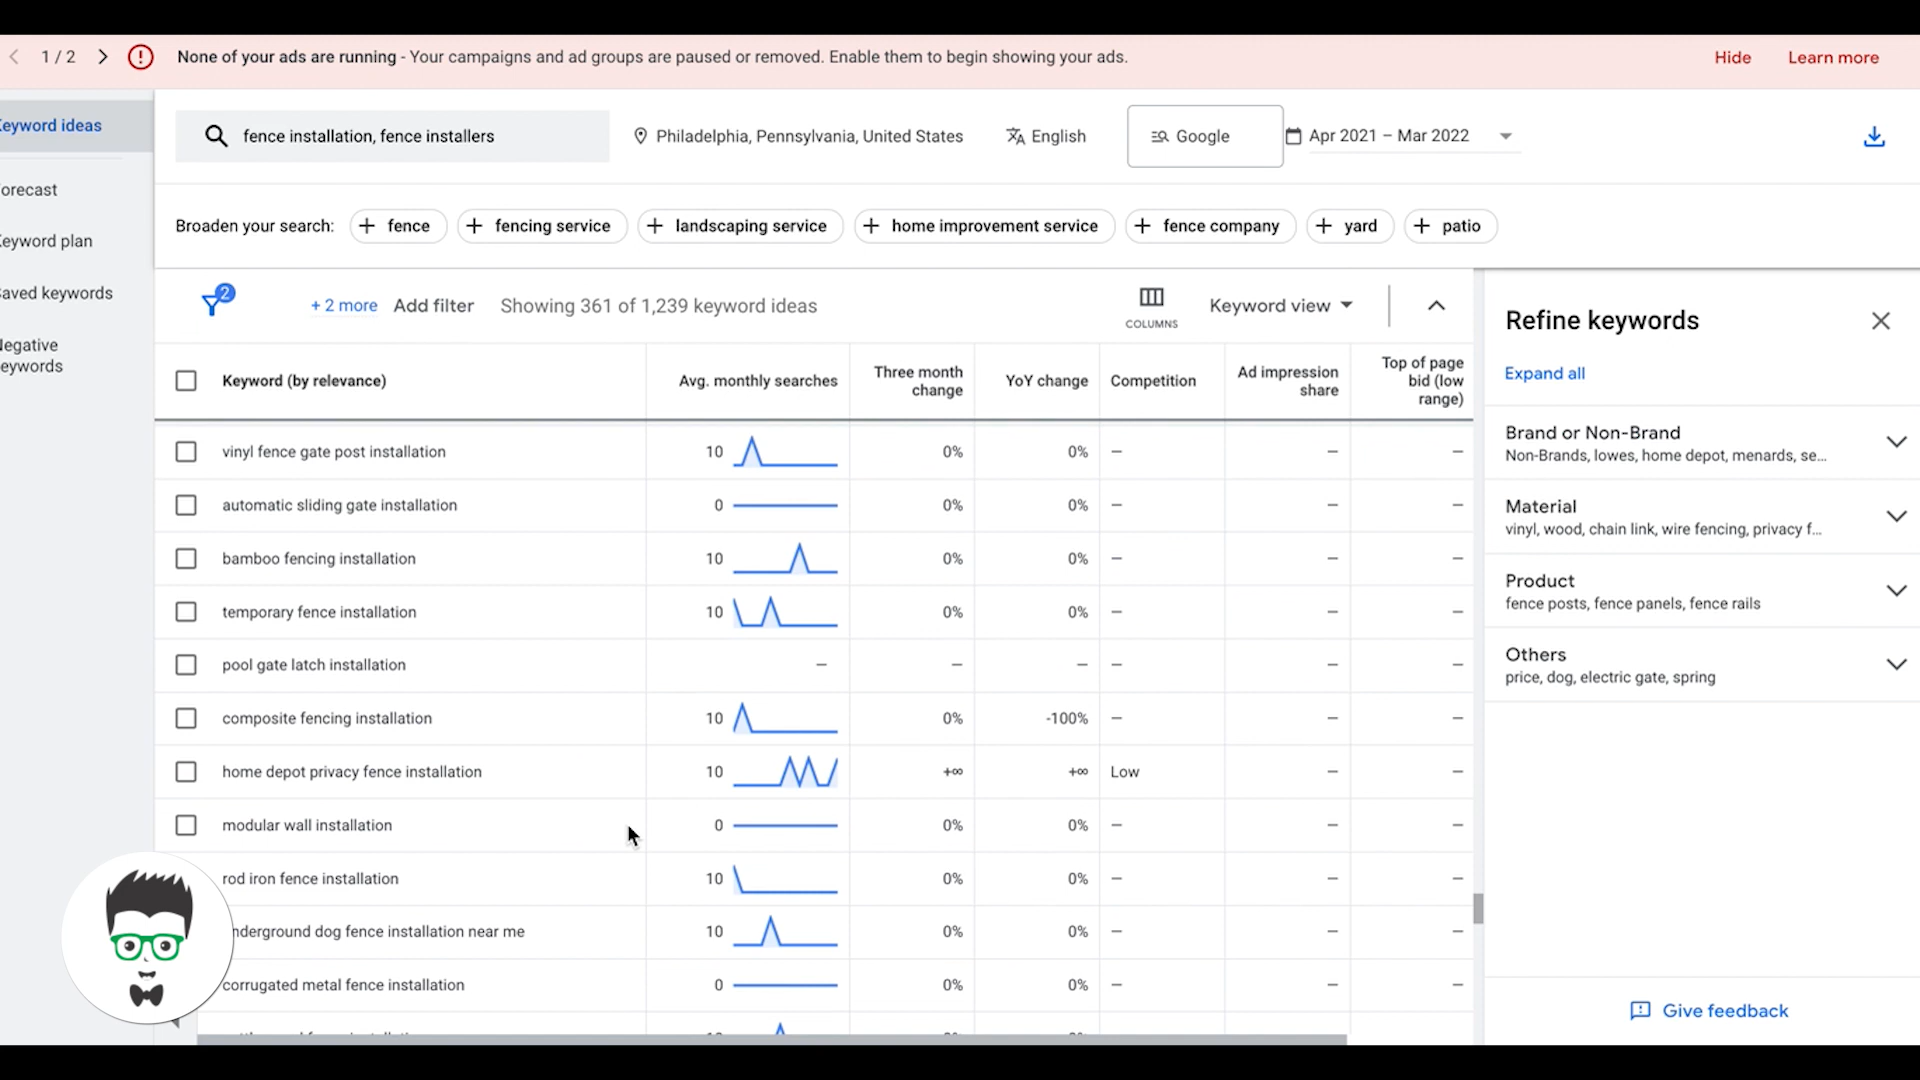 1 / 2
None of your ads are running - Your campaigns and ad groups are paused or removed. Enable them to begin showing your ads.
Hide
Learn more
eyword ideas
orecast
eyword plan
aved keywords
egative
eywords
fence installation, fence installers
Philadelphia, Pennsylvania, United States
English
Google
Apr 2021 – Mar 2022
Broaden your search:
+ fence
+ fencing service
+ landscaping service
+ home improvement service
+ fence company
+ yard
+ patio
2
+ 2 more
Add filter
Showing 361 of 1,239 keyword ideas
COLUMNS
Keyword view
Keyword (by relevance)
Avg. monthly searches
Three month
change
YoY change
Competition
Ad impression
share
Top of page
bid (low
range)
vinyl fence gate post installation 10 0% 0% – – –
automatic sliding gate installation 0 0% 0% – – –
bamboo fencing installation 10 0% 0% – – –
temporary fence installation 10 0% 0% – – –
pool gate latch installation – – – – – –
composite fencing installation 10 0% -100% – – –
home depot privacy fence installation 10 +∞ +∞ Low – –
modular wall installation 0 0% 0% – – –
rod iron fence installation 10 0% 0% – – –
nderground dog fence installation near me 10 0% 0% – – –
corrugated metal fence installation 0 0% 0% – – –
Refine keywords
Expand all
Brand or Non-Brand
Non-Brands, lowes, home depot, menards, se...
Material
vinyl, wood, chain link, wire fencing, privacy f...
Product
fence posts, fence panels, fence rails
Others
price, dog, electric gate, spring
Give feedback